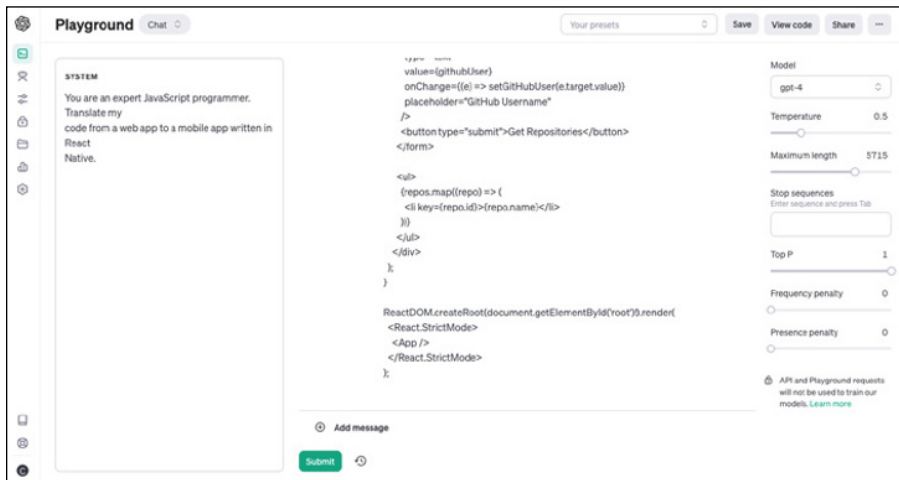 Playground
Chat
Your presets
Save
View code
Share
SYSTEM
You are an expert JavaScript programmer.
Translate my
code from a web app to a mobile app written in
React
Native.
value={githubUser}
onChange={(e) => setGitHubUser(e.target.value)}
placeholder="GitHub Username"
/>
<button type="submit">Get Repositories</button>
</form>
<ul>
{repos.map((repo) => (
<li key={repo.id}>{repo.name}</li>
))}
</ul>
</div>
);
}
ReactDOM.createRoot(document.getElementById('root')!).render(
<React.StrictMode>
<App />
</React.StrictMode>
);
Add message
Submit
Model
gpt-4
Temperature 0.5
Maximum length 5715
Stop sequences
Enter sequence and press Tab
Top P 1
Frequency penalty 0
Presence penalty 0
API and Playground requests
will not be used to train our
models. Learn more
C